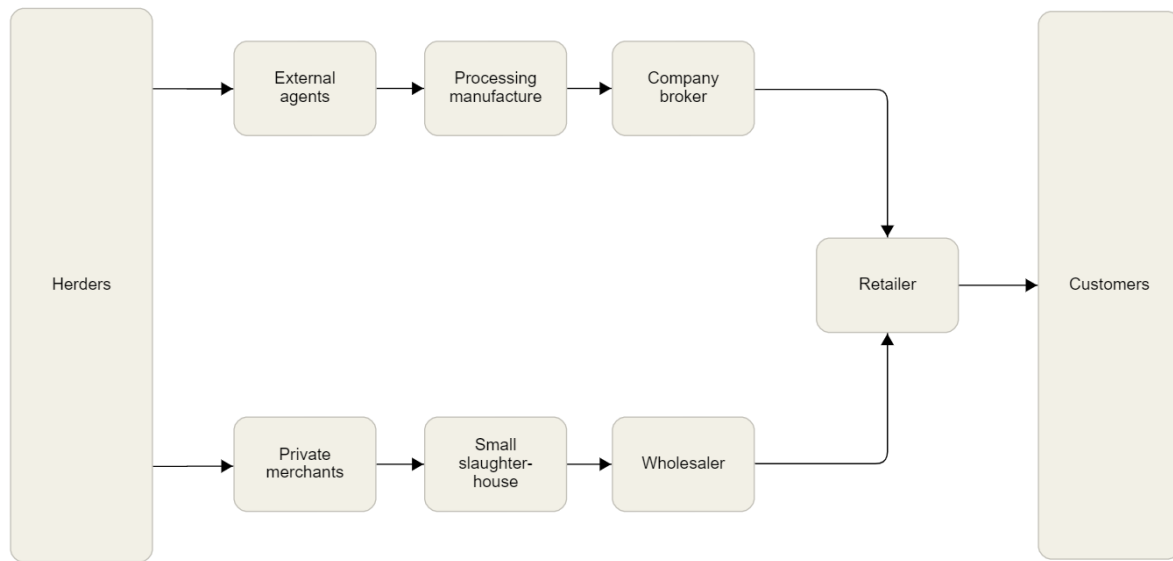 External
agents
Processing
manufacture
Company
broker
Herders
Retailer
Customers
Private
merchants
Small
slaughter-
house
Wholesaler